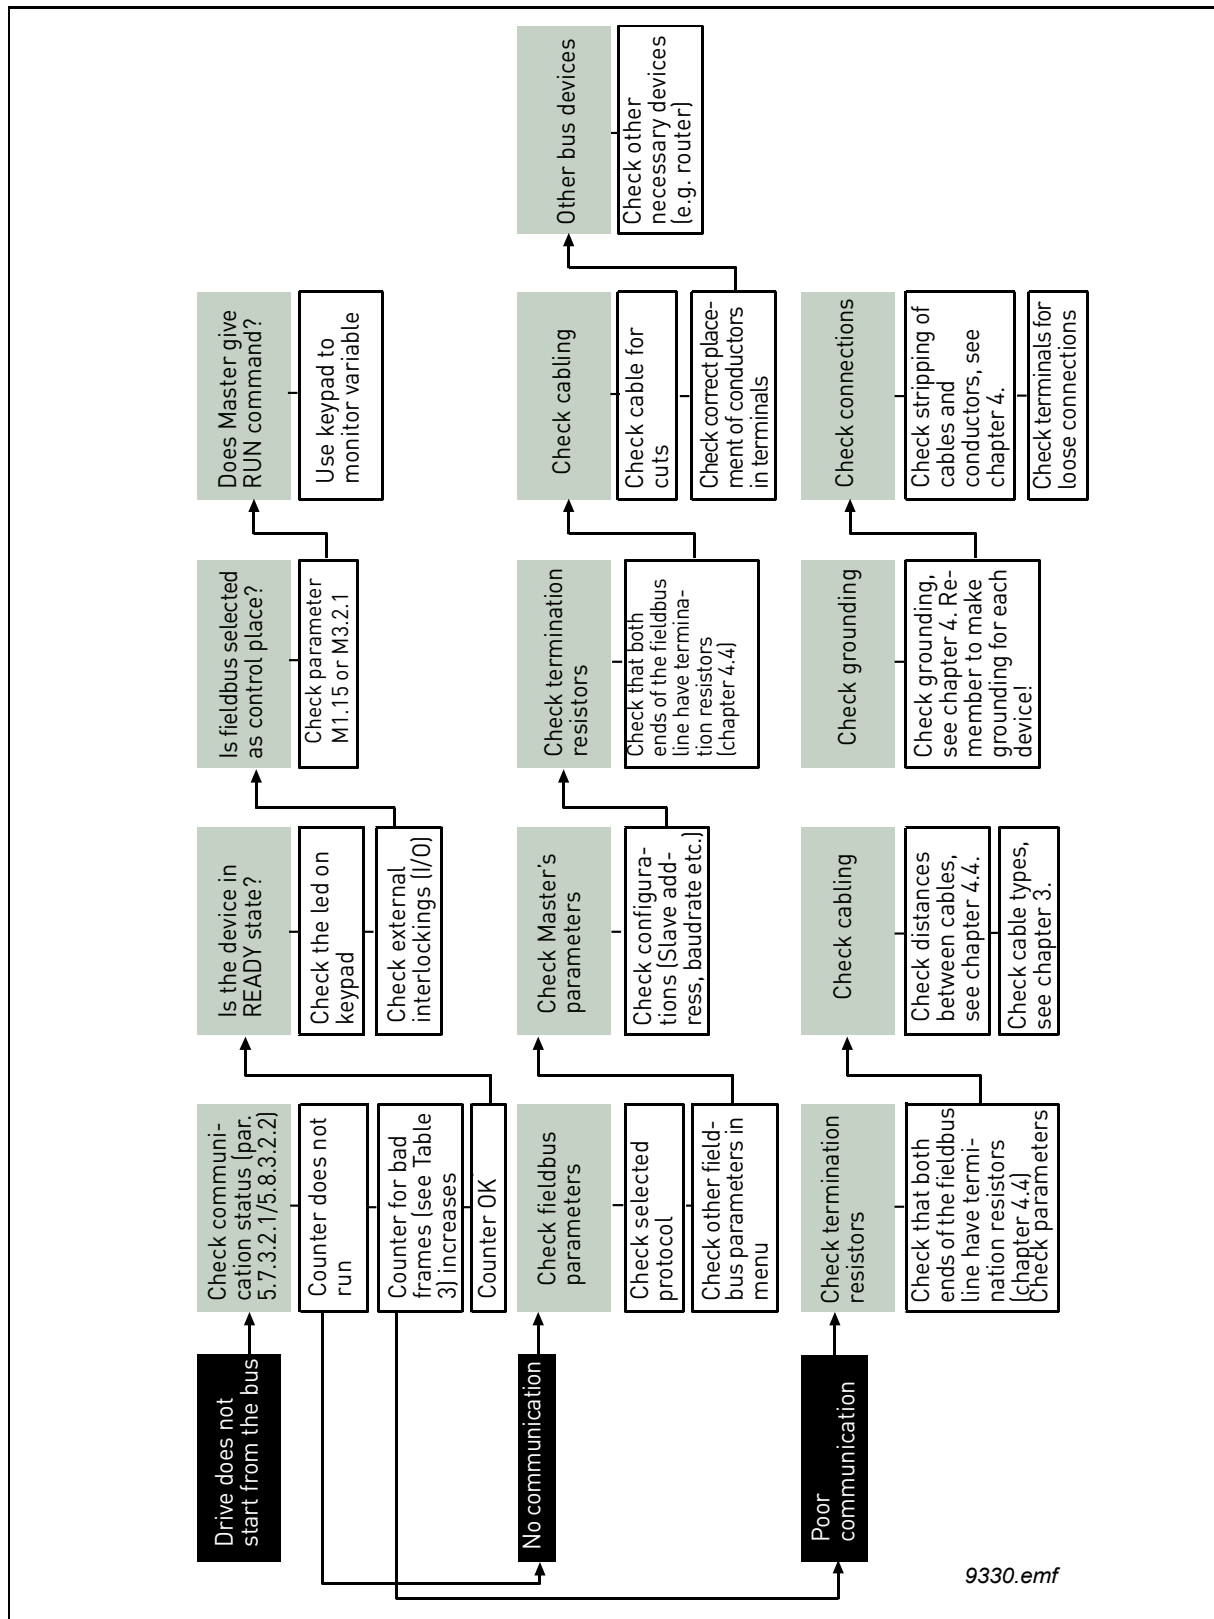 Drive does not
start from the bus
Check communi-
cation status (par.
5.7.3.2.1/5.8.3.2.2)
Counter does not
run
Counter for bad
frames (see Table
3) increases
Counter OK
Is the device in
READY state?
Check the led on
keypad
Check external
interlockings (I/O)
Is fieldbus selected
as control place?
Check parameter
M1.15 or M3.2.1
Does Master give
RUN command?
Use keypad to
monitor variable
No communication
Check fieldbus
parameters
Check selected
protocol
Check other field-
bus parameters in
menu
Check Master's
parameters
Check configura-
tions (Slave add-
ress, baudrate etc.)
Check termination
resistors
Check that both
ends of the fieldbus
line have termina-
tion resistors
(chapter 4.4)
Check cabling
Check cable for
cuts
Check correct place-
ment of conductors
in terminals
Other bus devices
Check other
necessary devices
(e.g. router)
Poor
communication
Check termination
resistors
Check that both
ends of the fieldbus
line have termi-
nation resistors
(chapter 4.4)
Check parameters
Check cabling
Check distances
between cables,
see chapter 4.4.
Check cable types,
see chapter 3.
Check grounding
Check grounding,
see chapter 4. Re-
member to make
grounding for each
device!
Check connections
Check stripping of
cables and
conductors, see
chapter 4.
Check terminals for
loose connections
9330.emf